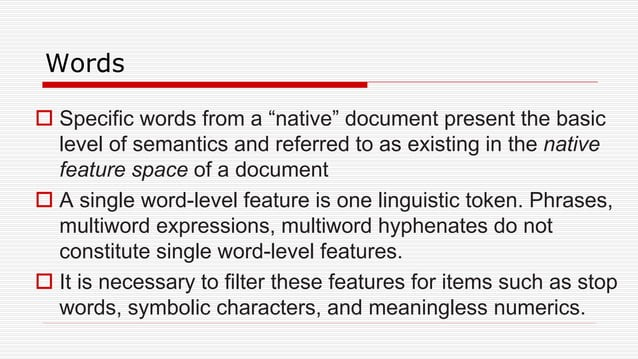 Words
Specific words from a “native” document present the basic
level of semantics and referred to as existing in the native
feature space of a document
A single word-level feature is one linguistic token. Phrases,
multiword expressions, multiword hyphenates do not
constitute single word-level features.
It is necessary to filter these features for items such as stop
words, symbolic characters, and meaningless numerics.